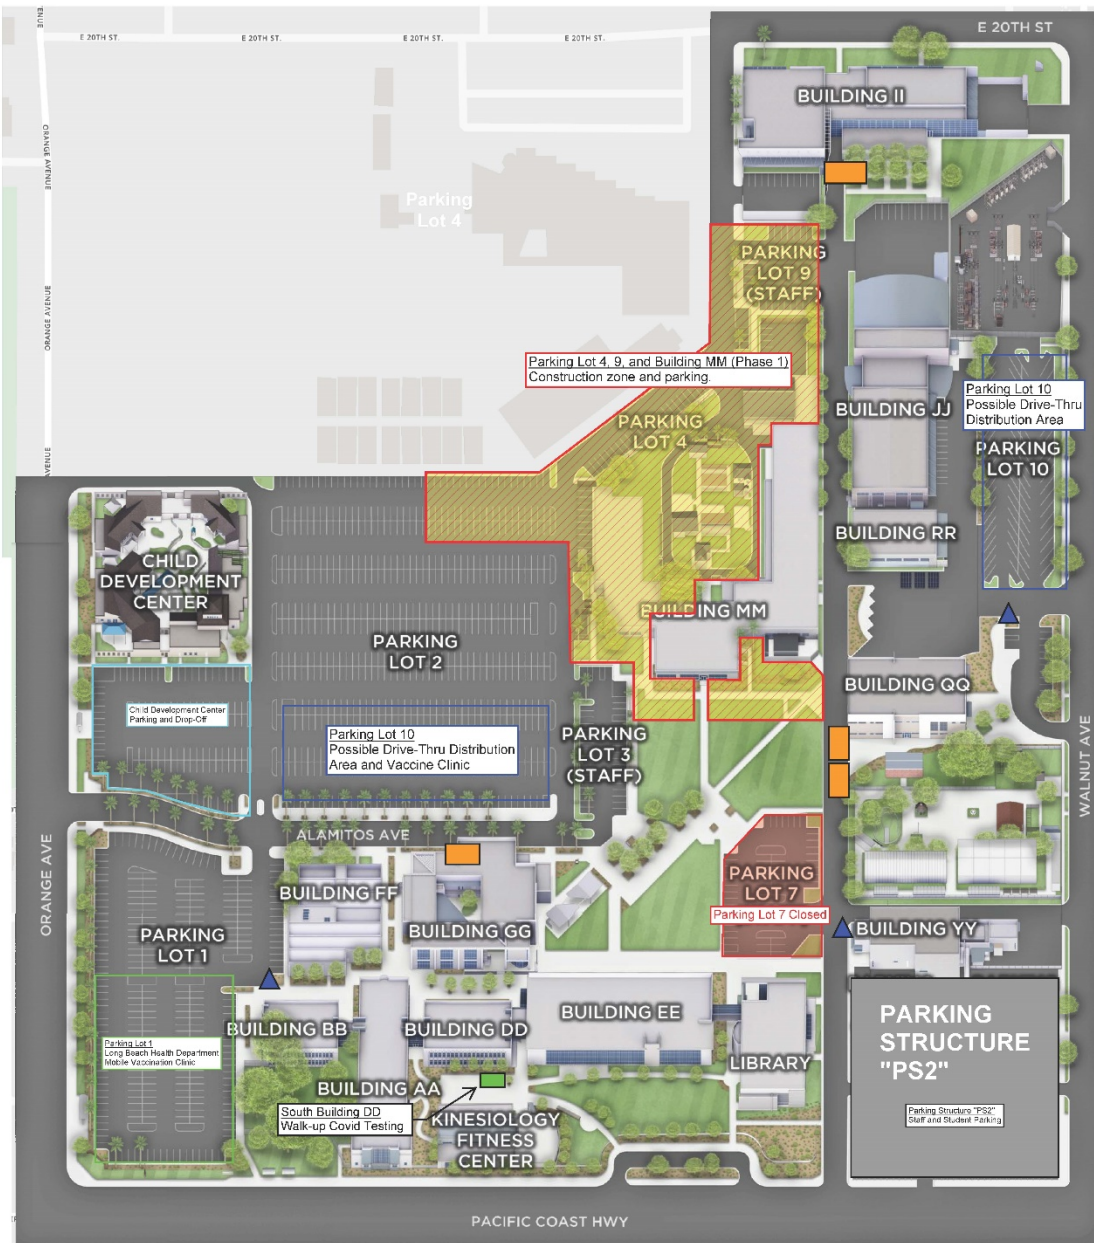 E 20TH ST.
E 20TH ST.
E 20TH ST.
E 20TH ST.
E 20TH ST
ENUE
ORANGE AVENUE
ORANGE AVENUE
AVENUE
BUILDING II
Parking
Lot 4
PARKING
LOT 9
(STAFF)
Parking Lot 4, 9, and Building MM (Phase 1)
Construction zone and parking.
PARKING
LOT 4
BUILDING JJ
Parking Lot 10
Possible Drive-Thru
Distribution Area
PARKING
LOT 10
BUILDING RR
CHILD
DEVELOPMENT
CENTER
PARKING
LOT 2
BUILDING MM
BUILDING QQ
Child Development Center
Parking and Drop-Off
Parking Lot 10
Possible Drive-Thru Distribution
Area and Vaccine Clinic
PARKING
LOT 3
(STAFF)
WALNUT AVE
ALAMITOS AVE
ORANGE AVE
BUILDING FF
BUILDING GG
PARKING
LOT 7
Parking Lot 7 Closed
BUILDING YY
PARKING
LOT 1
Parking Lot 1
Long Beach Health Department
Mobile Vaccination Clinic
BUILDING BB
BUILDING DD
BUILDING EE
LIBRARY
BUILDING AA
South Building DD
Walk-up Covid Testing
KINESIOLOGY
FITNESS
CENTER
PARKING
STRUCTURE
"PS2"
Parking Structure "PS2"
Staff and Student Parking
PACIFIC COAST HWY